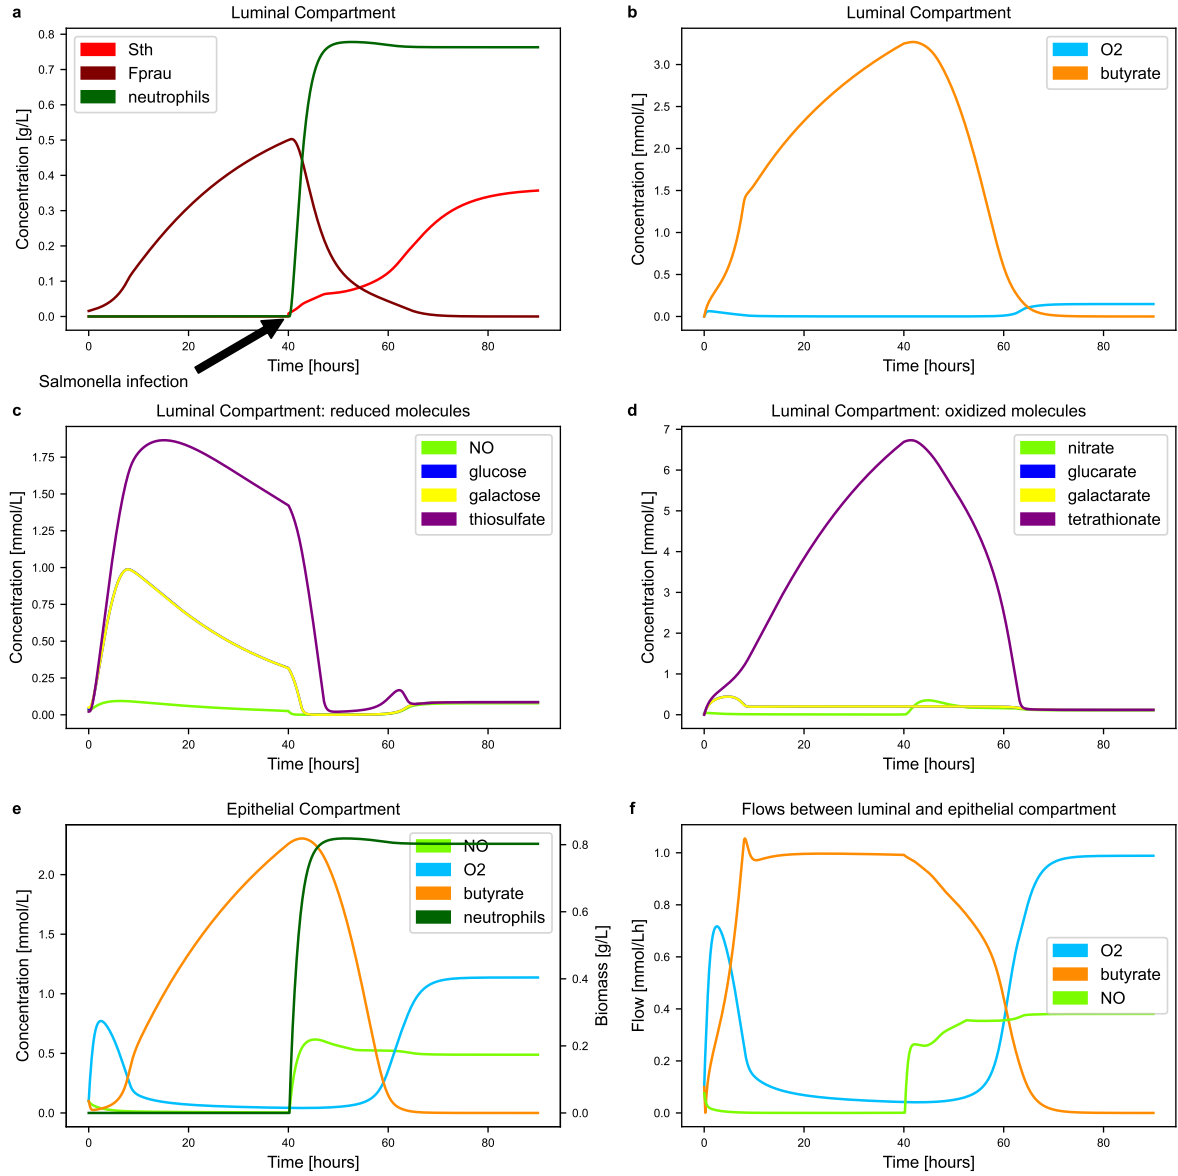 a
Luminal Compartment
Concentration [g/L]
0.8
0.7
0.6
0.5
0.4
0.3
0.2
0.1
0.0
Sth
Fprau
neutrophils
0
20
40
60
80
Time [hours]
Salmonella infection
b
Luminal Compartment
Concentration [mmol/L]
3.0
2.5
2.0
1.5
1.0
0.5
0.0
O2
butyrate
0
20
40
60
80
Time [hours]
c
Luminal Compartment: reduced molecules
Concentration [mmol/L]
1.75
1.50
1.25
1.00
0.75
0.50
0.25
0.00
NO
glucose
galactose
thiosulfate
0
20
40
60
80
Time [hours]
d
Luminal Compartment: oxidized molecules
Concentration [mmol/L]
7
6
5
4
3
2
1
0
nitrate
glucarate
galactarate
tetrathionate
0
20
40
60
80
Time [hours]
e
Epithelial Compartment
Concentration [mmol/L]
2.0
1.5
1.0
0.5
0.0
NO
O2
butyrate
neutrophils
0.8
0.6
0.4
0.2
0.0
Biomass [g/L]
0
20
40
60
80
Time [hours]
f
Flows between luminal and epithelial compartment
Flow [mmol/Lh]
1.0
0.8
0.6
0.4
0.2
0.0
O2
butyrate
NO
0
20
40
60
80
Time [hours]